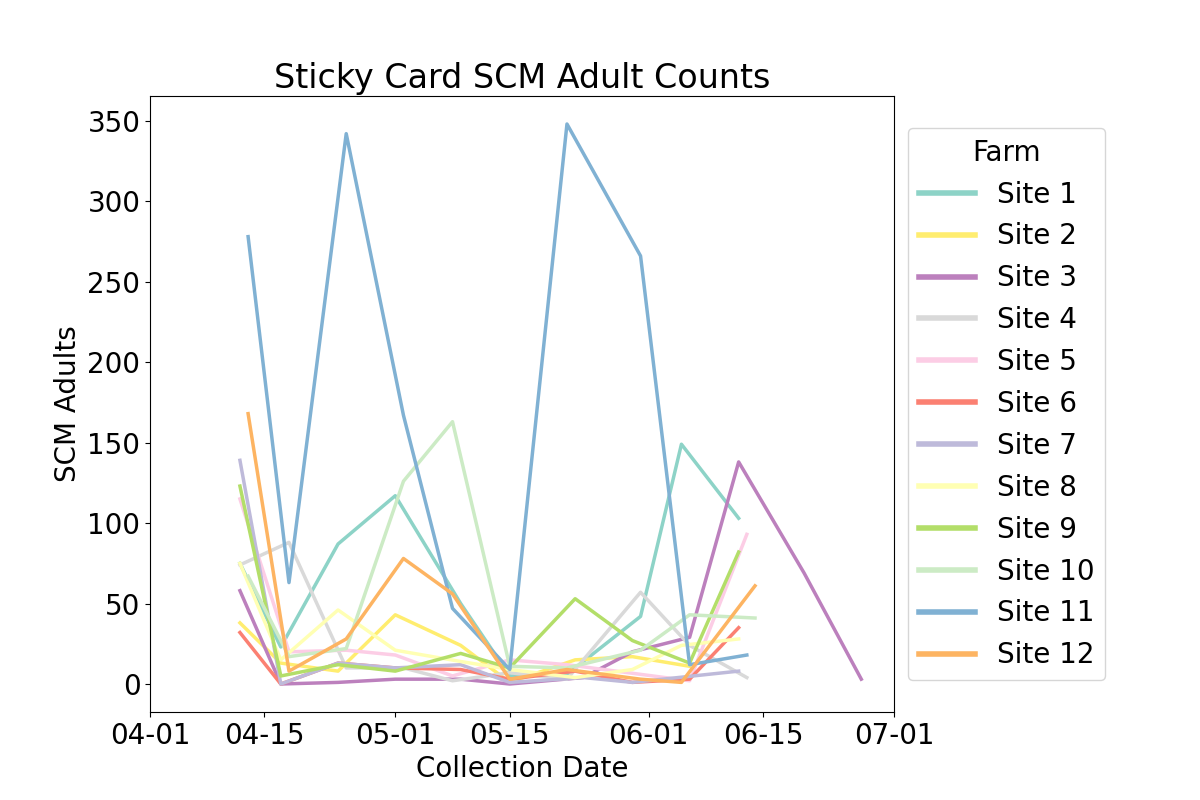 Sticky Card SCM Adult Counts
350
300
250
200
150
100
50
0
SCM Adults
04-01 04-15 05-01 05-15 06-01 06-15 07-01
Collection Date
Farm
Site 1
Site 2
Site 3
Site 4
Site 5
Site 6
Site 7
Site 8
Site 9
Site 10
Site 11
Site 12